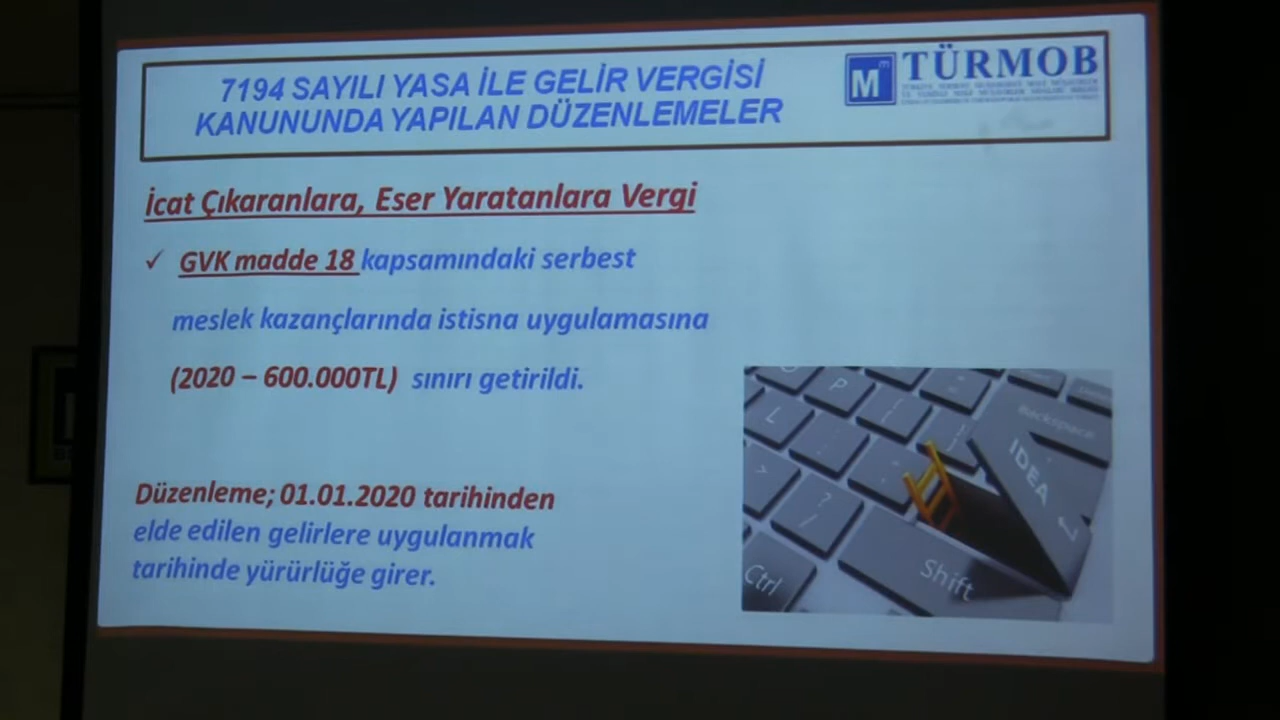 7194 SAYILI YASA İLE GELİR VERGİSİ
KANUNUNDA YAPILAN DÜZENLEMELER
M
TÜRMOB
İcat Çıkaranlara, Eser Yaratanlara Vergi
✓ GVK madde 18 kapsamındaki serbest
meslek kazançlarında istisna uygulamasına
(2020 – 600.000TL) sınırı getirildi.
Düzenleme; 01.01.2020 tarihinden
elde edilen gelirlere uygulanmak
tarihinde yürürlüğe girer.
P
L
Backspace
IDEA
?
/
Shift
Ctrl